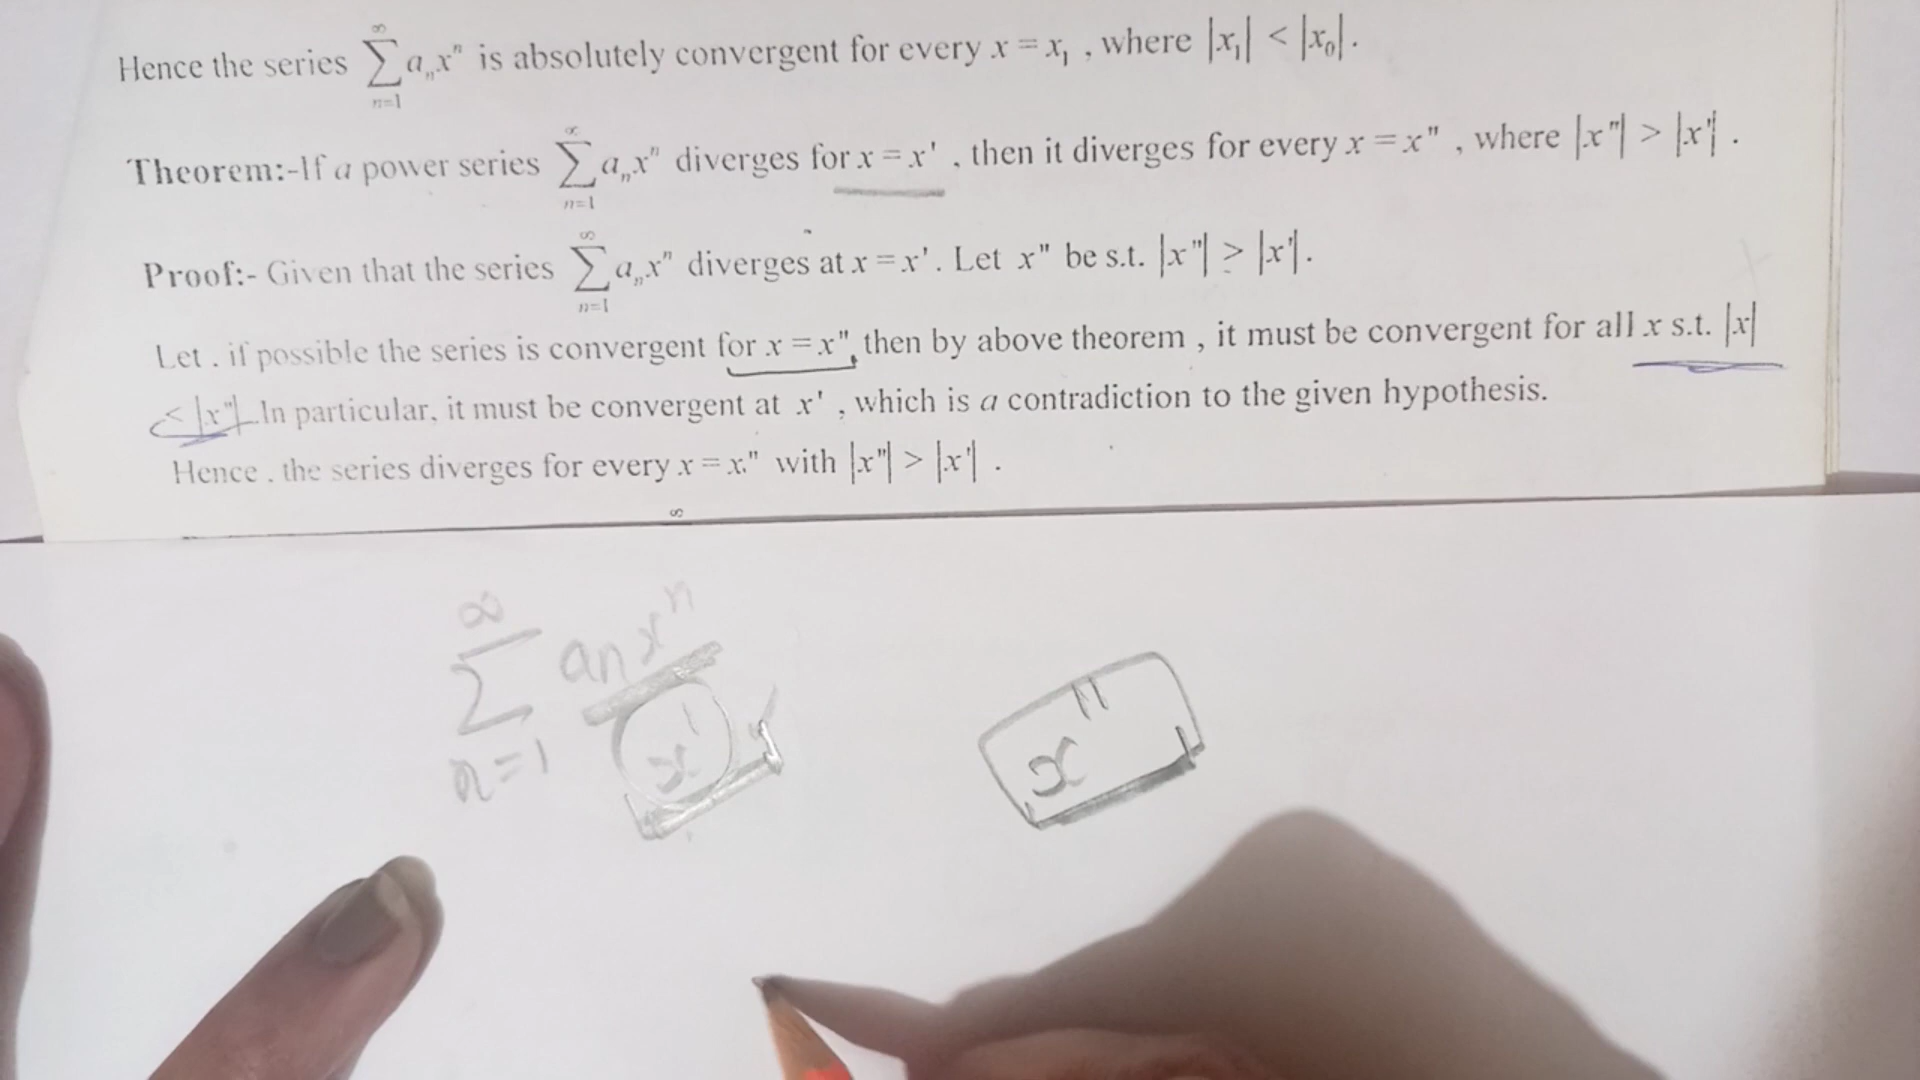 Hence the series ∞∑n=1 aₙxⁿ is absolutely convergent for every x = x₁ , where |x₁| < |x₀|.
Theorem:-If a power series ∞∑n=1 aₙxⁿ diverges for x = x' , then it diverges for every x = x" , where |x"| > |x'| .
Proof:- Given that the series ∞∑n=1 aₙxⁿ diverges at x = x'. Let x" be s.t. |x"| > |x'|.
Let , if possible the series is convergent for x = x", then by above theorem , it must be convergent for all x s.t. |x|
< |x"|. In particular, it must be convergent at x' , which is a contradiction to the given hypothesis.
Hence , the series diverges for every x = x." with |x"| > |x'| .
∞
∞∑n=1 anxⁿ
x' x"